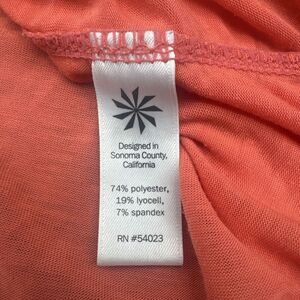 Designed in
Sonoma County,
California
74% polyester,
19% lyocell,
7% spandex
RN #54023